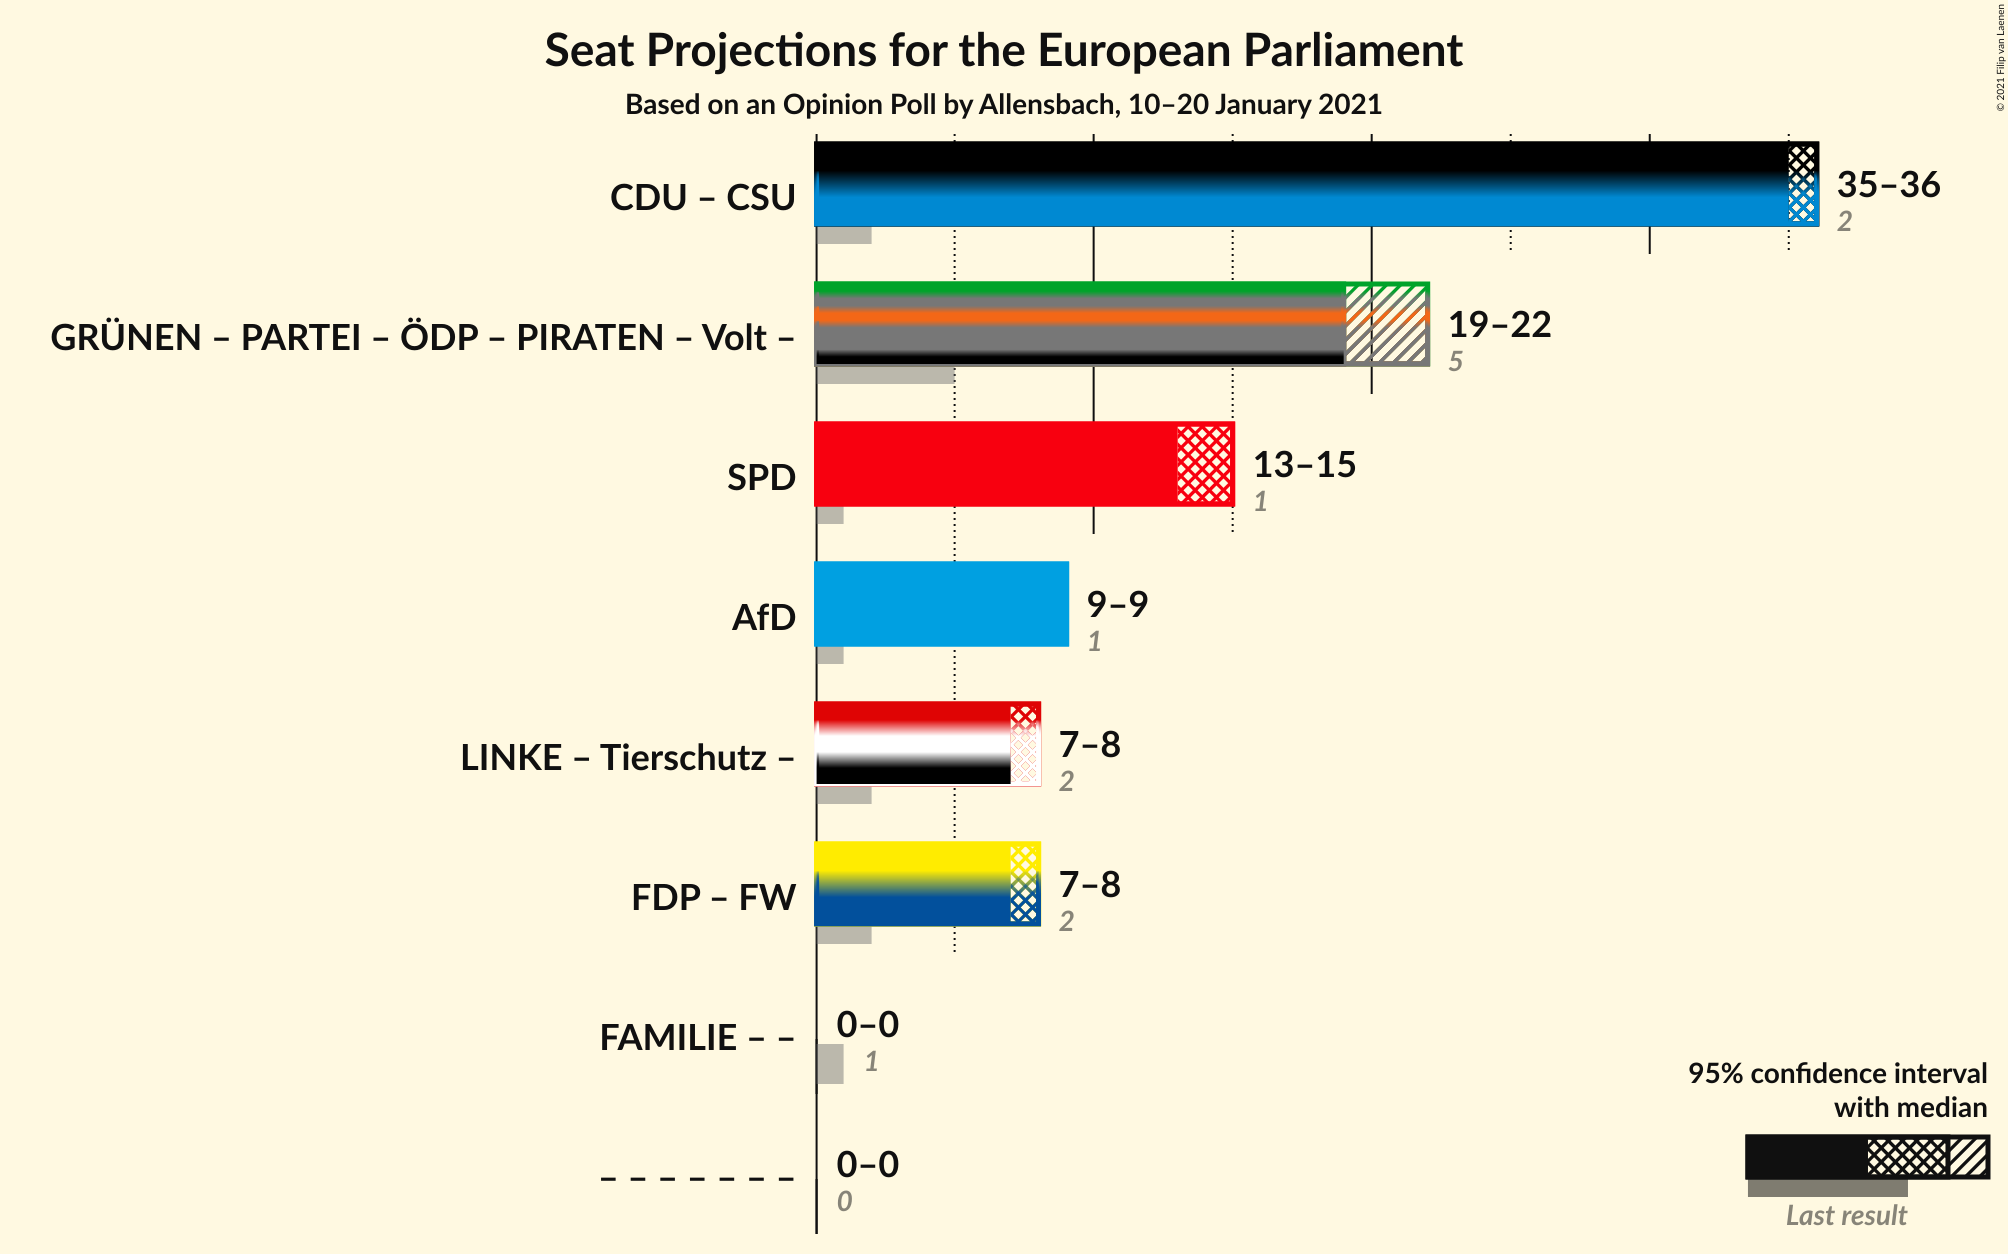 Seat Projections for the European Parliament
Based on an Opinion Poll by Allensbach, 10–20 January 2021
© 2021 Filip van Laenen
CDU – CSU
35–36
2
GRÜNEN – PARTEI – ÖDP – PIRATEN – Volt –
19–22
5
SPD
13–15
1
AfD
9–9
1
LINKE – Tierschutz –
7–8
2
FDP – FW
7–8
2
FAMILIE – –
0–0
1
– – – – – – –
0–0
0
95% confidence interval
with median
Last result